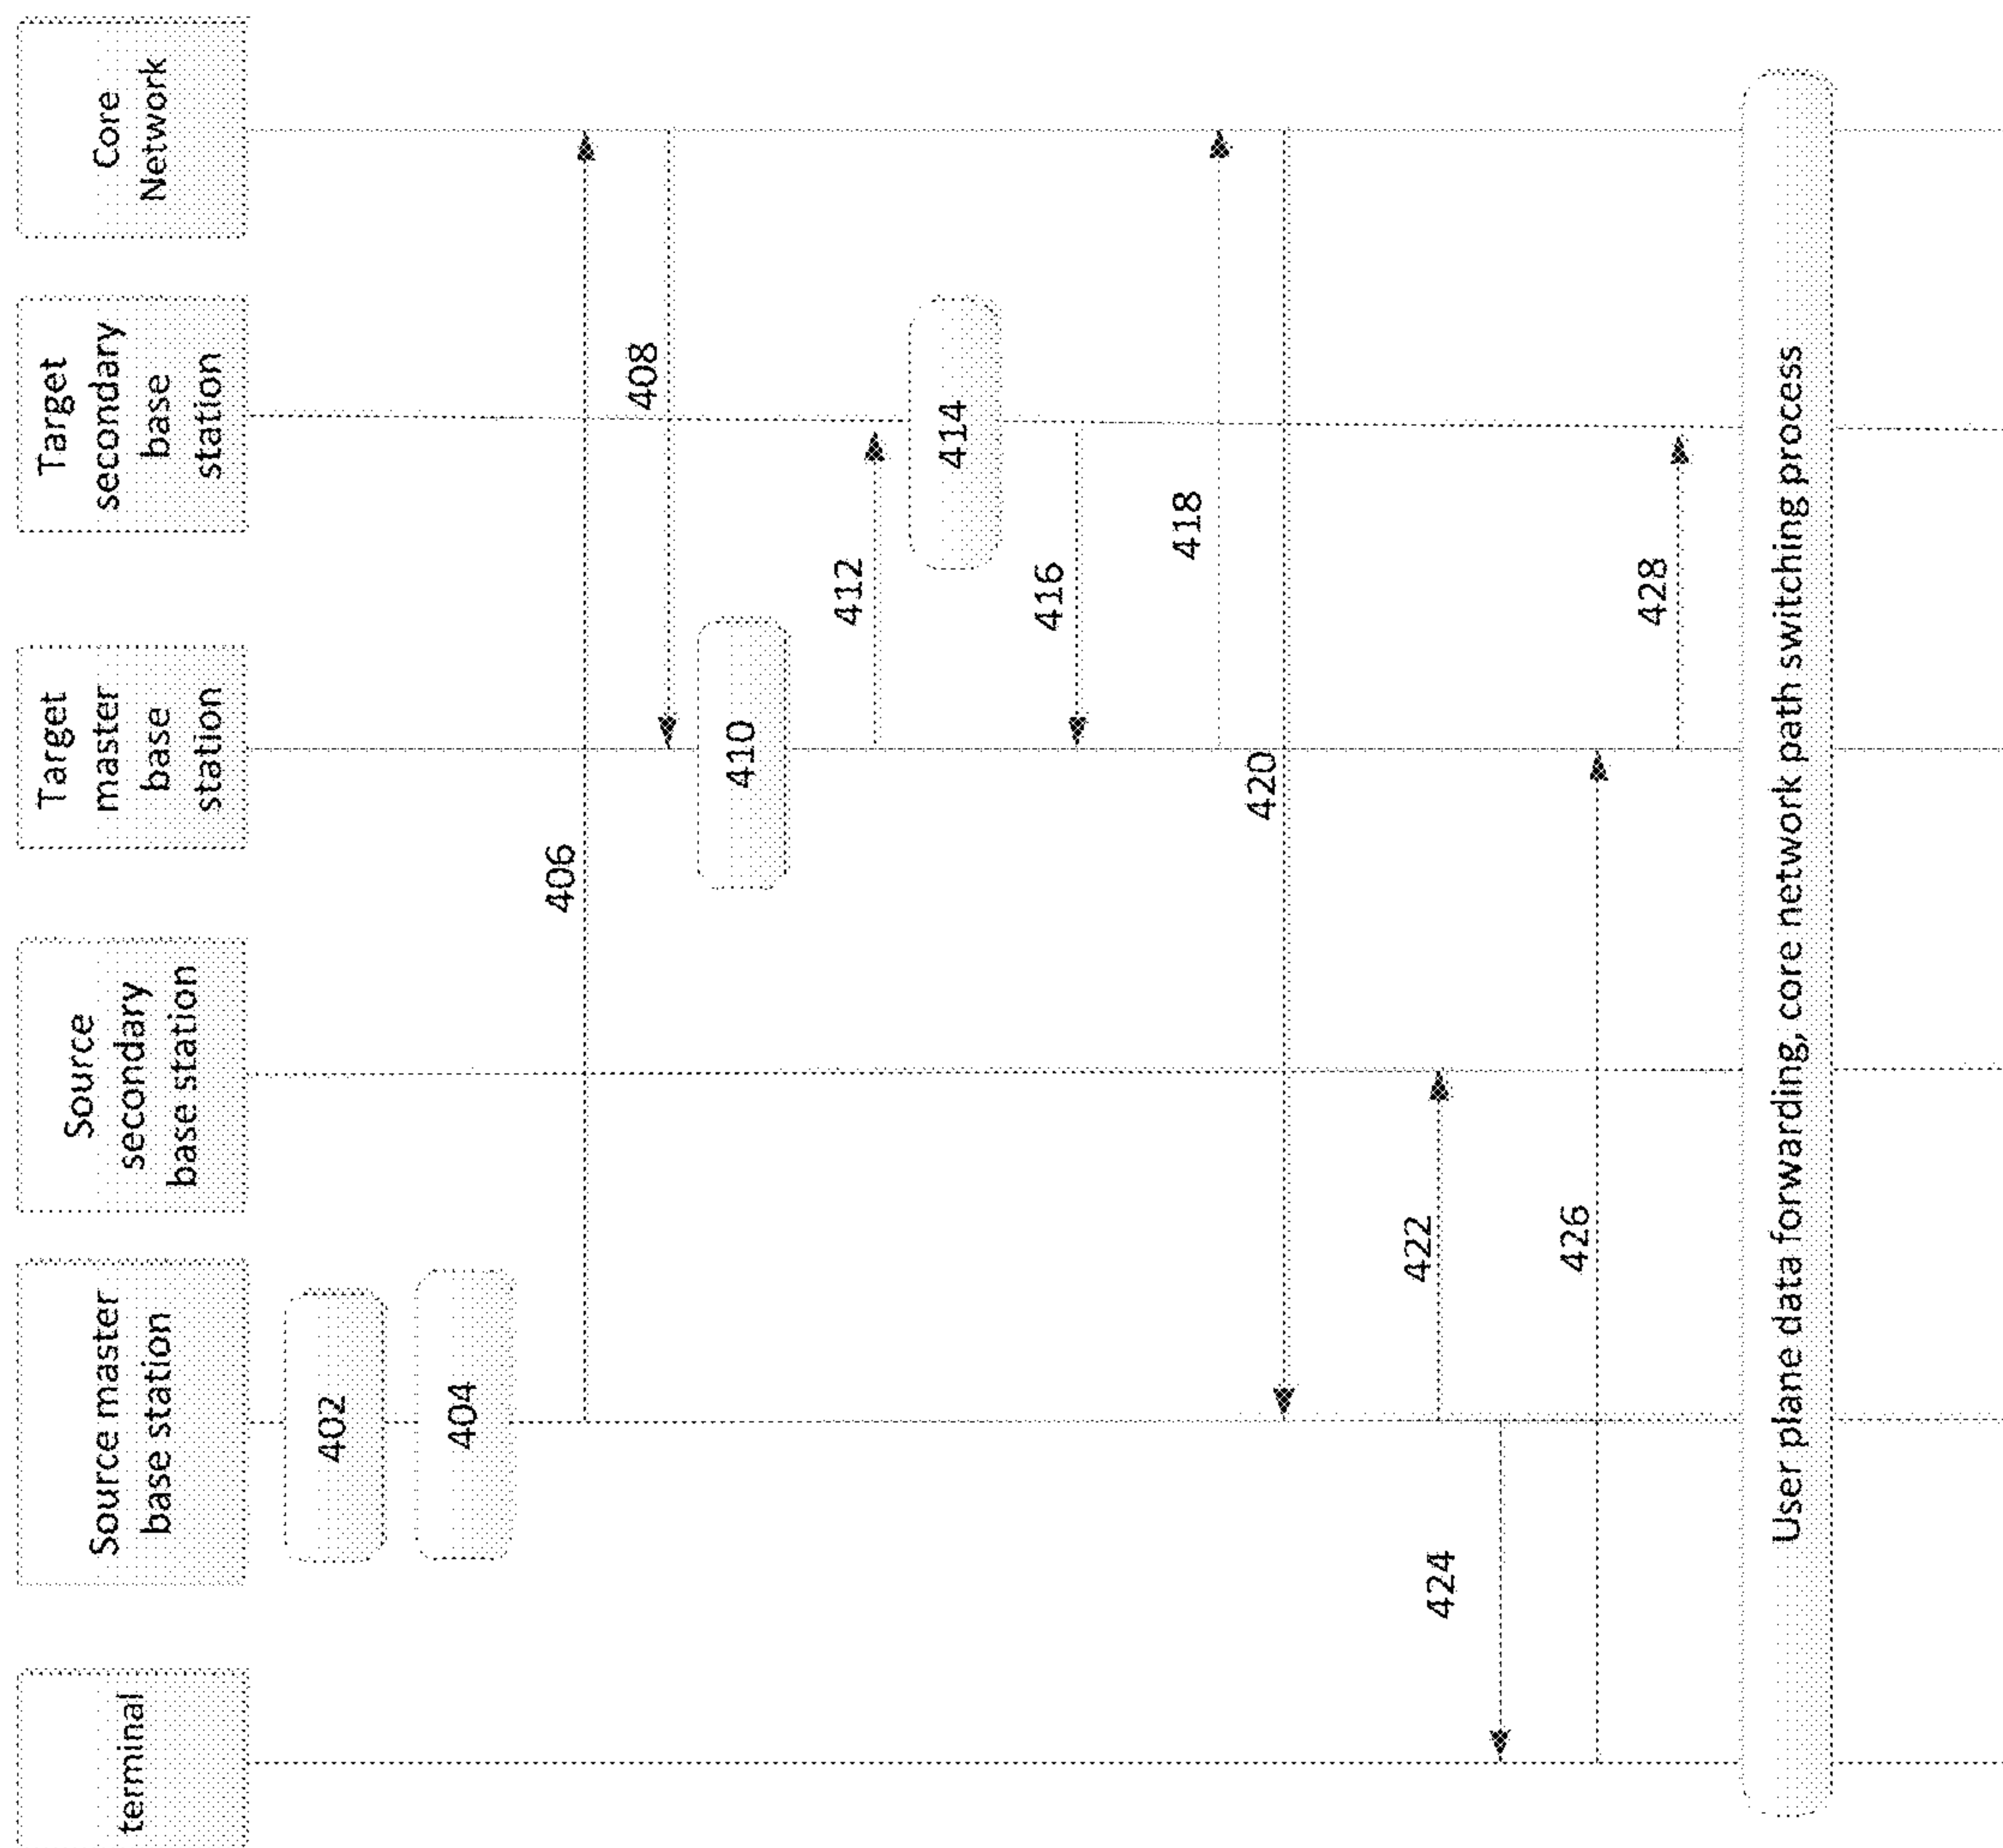 terminal
Source master
base station
Source
secondary
base station
Target
master
base
station
Target
secondary
base
station
Core
Network
402
404
406
408
410
412
414
416
418
420
422
424
426
428
User plane data forwarding, core network path switching process